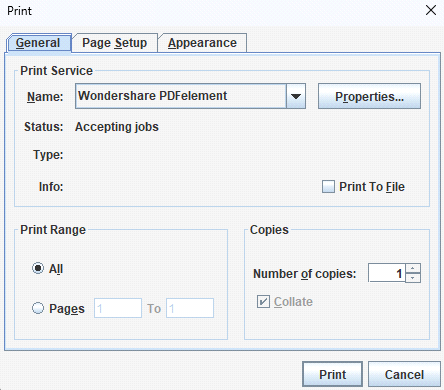 Print
General Page Setup Appearance
Print Service
Name: Wondershare PDFelement Properties...
Status: Accepting jobs
Type:
Info: Print To File
Print Range
All
Pages 1 To 1
Copies
Number of copies: 1
Collate
Print Cancel